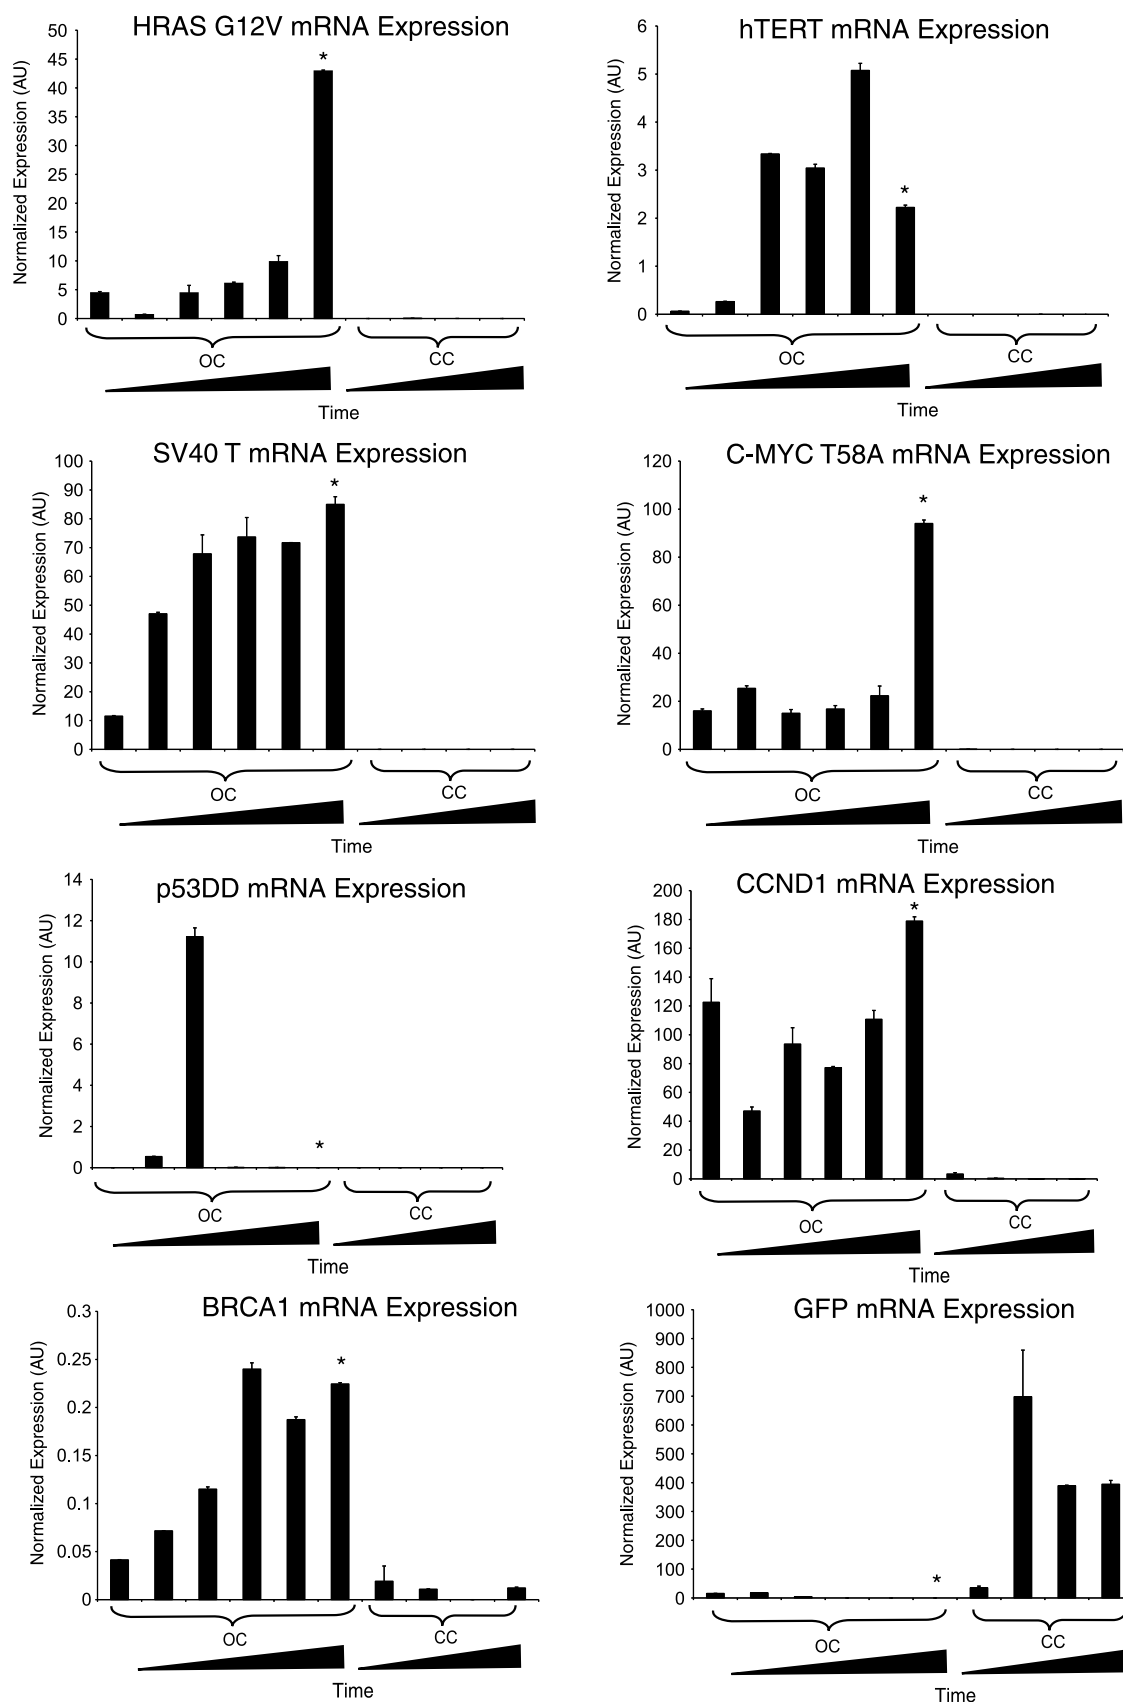 HRAS G12V mRNA Expression
Normalized Expression (AU)
50
45
40
35
30
25
20
15
10
5
0
*
OC
CC
Time
hTERT mRNA Expression
Normalized Expression (AU)
6
5
4
3
2
1
0
*
OC
CC
Time
SV40 T mRNA Expression
Normalized Expression (AU)
100
90
80
70
60
50
40
30
20
10
0
*
OC
CC
Time
C-MYC T58A mRNA Expression
Normalized Expression (AU)
120
100
80
60
40
20
0
*
OC
CC
Time
p53DD mRNA Expression
Normalized Expression (AU)
14
12
10
8
6
4
2
0
*
OC
CC
Time
CCND1 mRNA Expression
Normalized Expression (AU)
200
180
160
140
120
100
80
60
40
20
0
*
OC
CC
Time
BRCA1 mRNA Expression
Normalized Expression (AU)
0.3
0.25
0.2
0.15
0.1
0.05
0
*
OC
CC
Time
GFP mRNA Expression
Normalized Expression (AU)
1000
900
800
700
600
500
400
300
200
100
0
*
OC
CC
Time